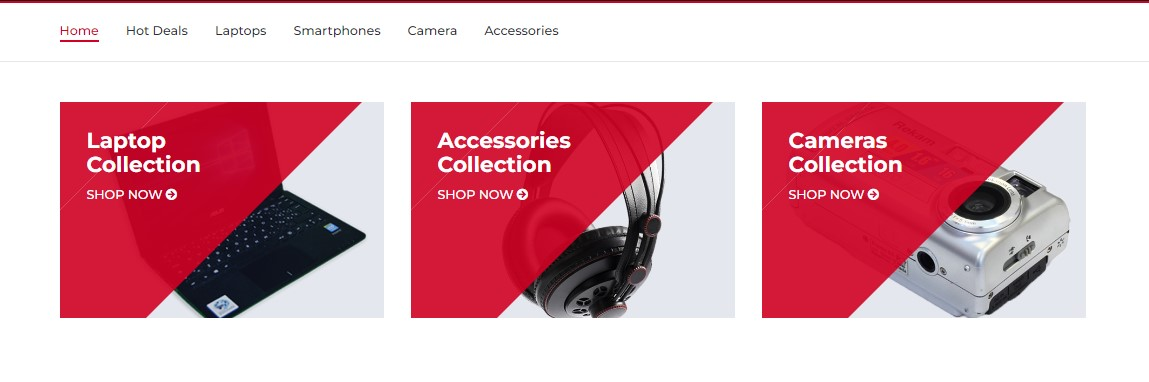 Home Hot Deals Laptops Smartphones Camera Accessories
Laptop
Collection
SHOP NOW
Accessories
Collection
SHOP NOW
Cameras
Collection
SHOP NOW
Rekam